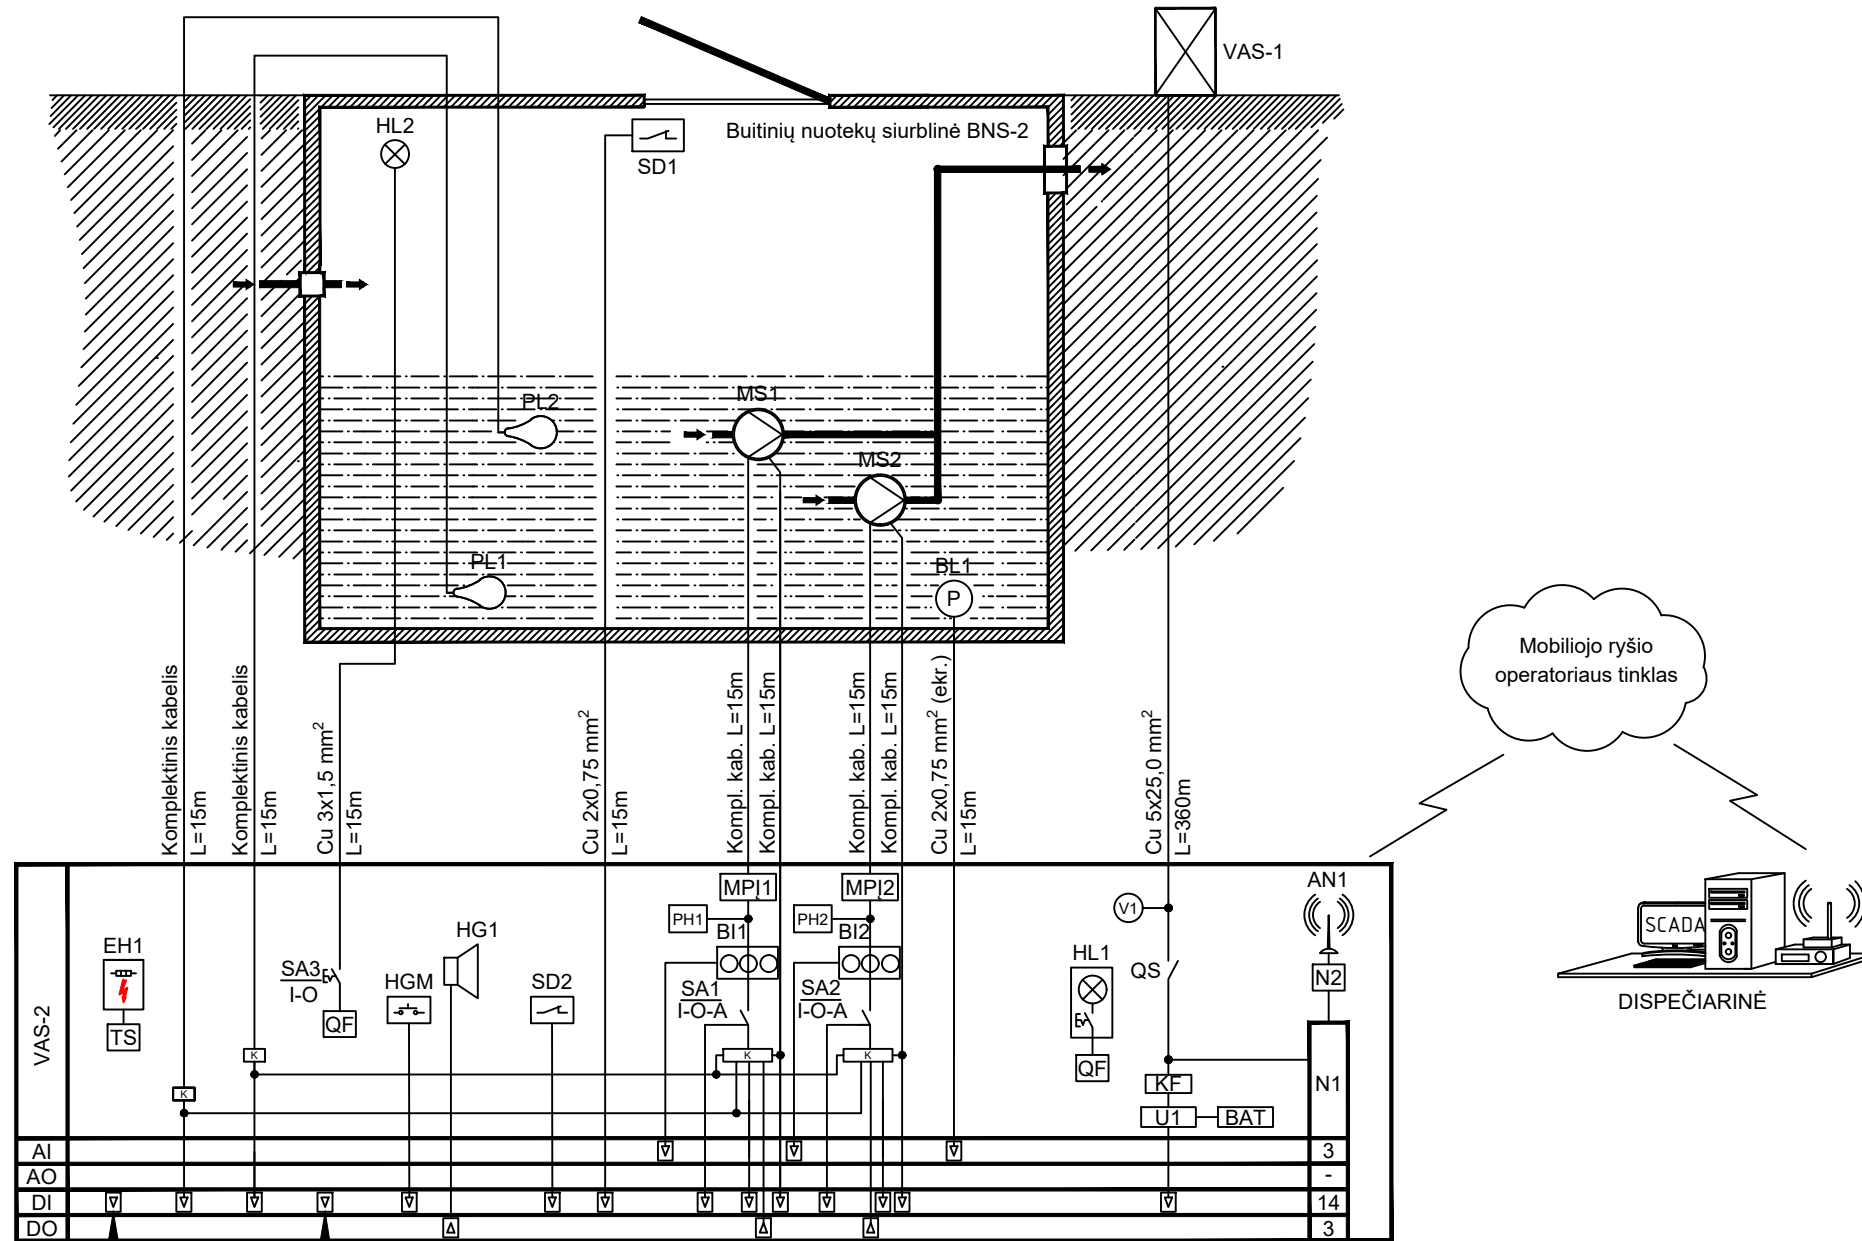 VAS-1
HL2
SD1
Buitinių nuotekų siurblinė BNS-2
PL2
MS1
MS2
PL1
BL1
P
Mobiliojo ryšio
operatoriaus tinklas
Komplektinis kabelis
L=15m
Komplektinis kabelis
L=15m
Cu 3x1,5 mm²
L=15m
Cu 2x0,75 mm²
L=15m
Kompl. kab. L=15m
Kompl. kab. L=15m
Kompl. kab. L=15m
Kompl. kab. L=15m
Cu 2x0,75 mm² (ekr.)
L=15m
Cu 5x25,0 mm²
L=360m
VAS-2
MPĮ1
MPĮ2
AN1
PH1
PH2
V1
SCADA
EH1
HG1
BI1
BI2
HL1
QS
SA3
I-O
HGM
SD2
SA1
I-O-A
SA2
I-O-A
N2
DISPEČIARINĖ
TS
QF
K
K
K
K
QF
KF
N1
U1
BAT
AI
3
AO
-
DI
14
DO
3